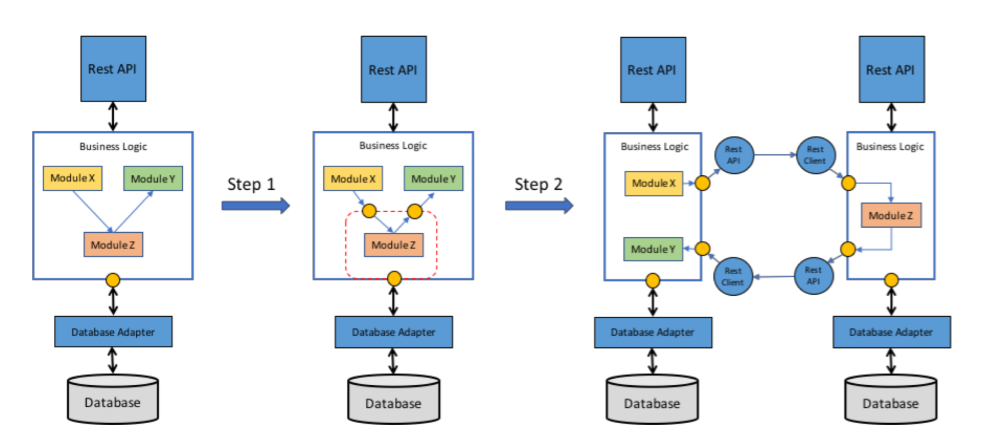 Rest API
Business Logic
Module X
Module Y
Module Z
Database Adapter
Database
Step 1
Rest API
Business Logic
Module X
Module Y
Module Z
Database Adapter
Database
Step 2
Rest API
Business Logic
Module X
Module Y
Database Adapter
Database
Rest
API
Rest
Client
Rest
Client
Rest
API
Rest API
Business Logic
Module Z
Database Adapter
Database